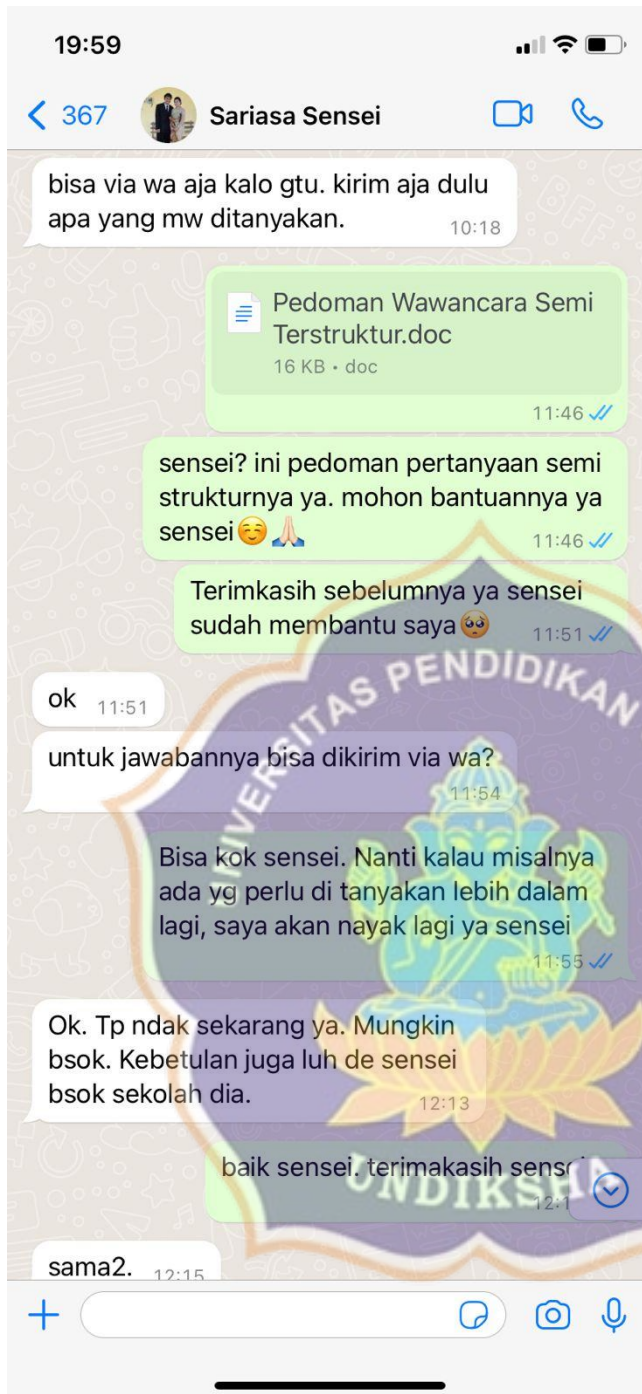 19:59
367
Sariasa Sensei
bisa via wa aja kalo gtu. kirim aja dulu
apa yang mw ditanyakan.
10:18
Pedoman Wawancara Semi
Terstruktur.doc
16 KB • doc
11:46
sensei? ini pedoman pertanyaan semi
strukturnya ya. mohon bantuannya ya
sensei☺️🙏🏻
11:46
Terimkasih sebelumnya ya sensei
sudah membantu saya🥺
11:51
ok
11:51
untuk jawabannya bisa dikirim via wa?
11:54
Bisa kok sensei. Nanti kalau misalnya
ada yg perlu di tanyakan lebih dalam
lagi, saya akan nayak lagi ya sensei
11:55
Ok. Tp ndak sekarang ya. Mungkin
bsok. Kebetulan juga luh de sensei
bsok sekolah dia.
12:13
baik sensei. terimakasih
sama2.
12:15
UNIVERSITAS PENDIDIKAN
UNDIKSHA